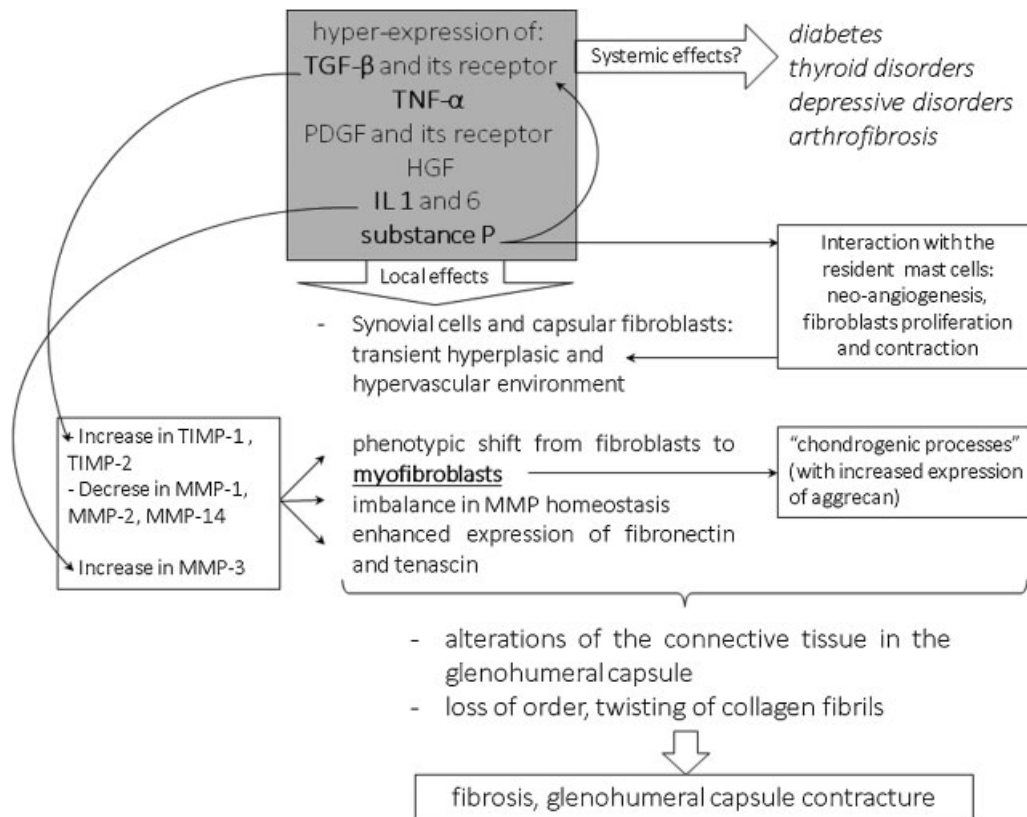 hyper-expression of:
TGF-β and its receptor
TNF-α
PDGF and its receptor
HGF
IL 1 and 6
substance P
Systemic effects?
diabetes
thyroid disorders
depressive disorders
arthrofibrosis
Local effects
Interaction with the
resident mast cells:
neo-angiogenesis,
fibroblasts proliferation
and contraction
- Synovial cells and capsular fibroblasts:
transient hyperplasic and
hypervascular environment
- Increase in TIMP-1 ,
TIMP-2
- Decrese in MMP-1,
MMP-2, MMP-14
Increase in MMP-3
phenotypic shift from fibroblasts to
myofibroblasts
imbalance in MMP homeostasis
enhanced expression of fibronectin
and tenascin
“chondrogenic processes”
(with increased expression
of aggrecan)
- alterations of the connective tissue in the
glenohumeral capsule
- loss of order, twisting of collagen fibrils
fibrosis, glenohumeral capsule contracture